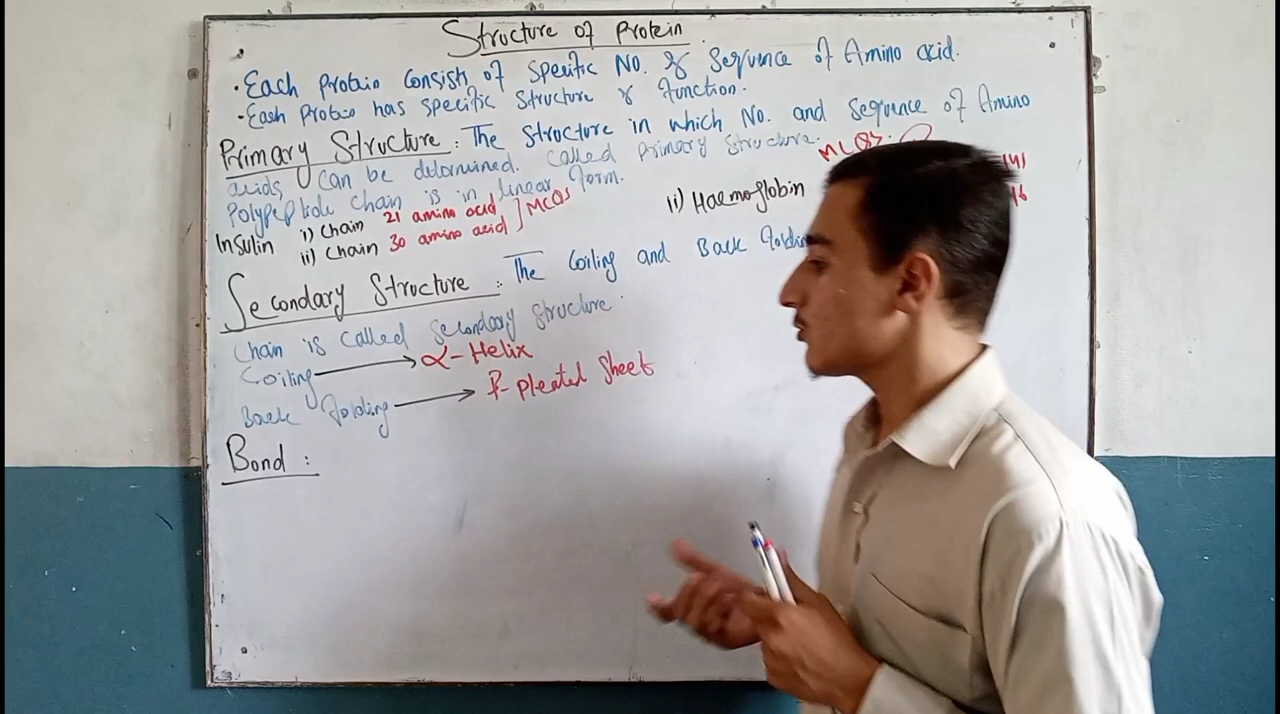 Structure of Protein
• Each Protein Consists of Specific No. & Sequence of Amino acid.
• Each Protein has specific structure & function.
Primary Structure : The Structure in which No. and Sequence of Amino
acids, can be determined. called Primary Structure.
MCQs
141
Polypeptide chain is in linear form.
Insulin i) chain 21 amino acid
ii) Chain 30 amino acid ] MCQs
ii) Haemoglobin
Secondary Structure : The Coiling and Back folding
Chain is called Secondary Structure.
Coiling → α-Helix
Back folding → β-pleated Sheet
Bond :